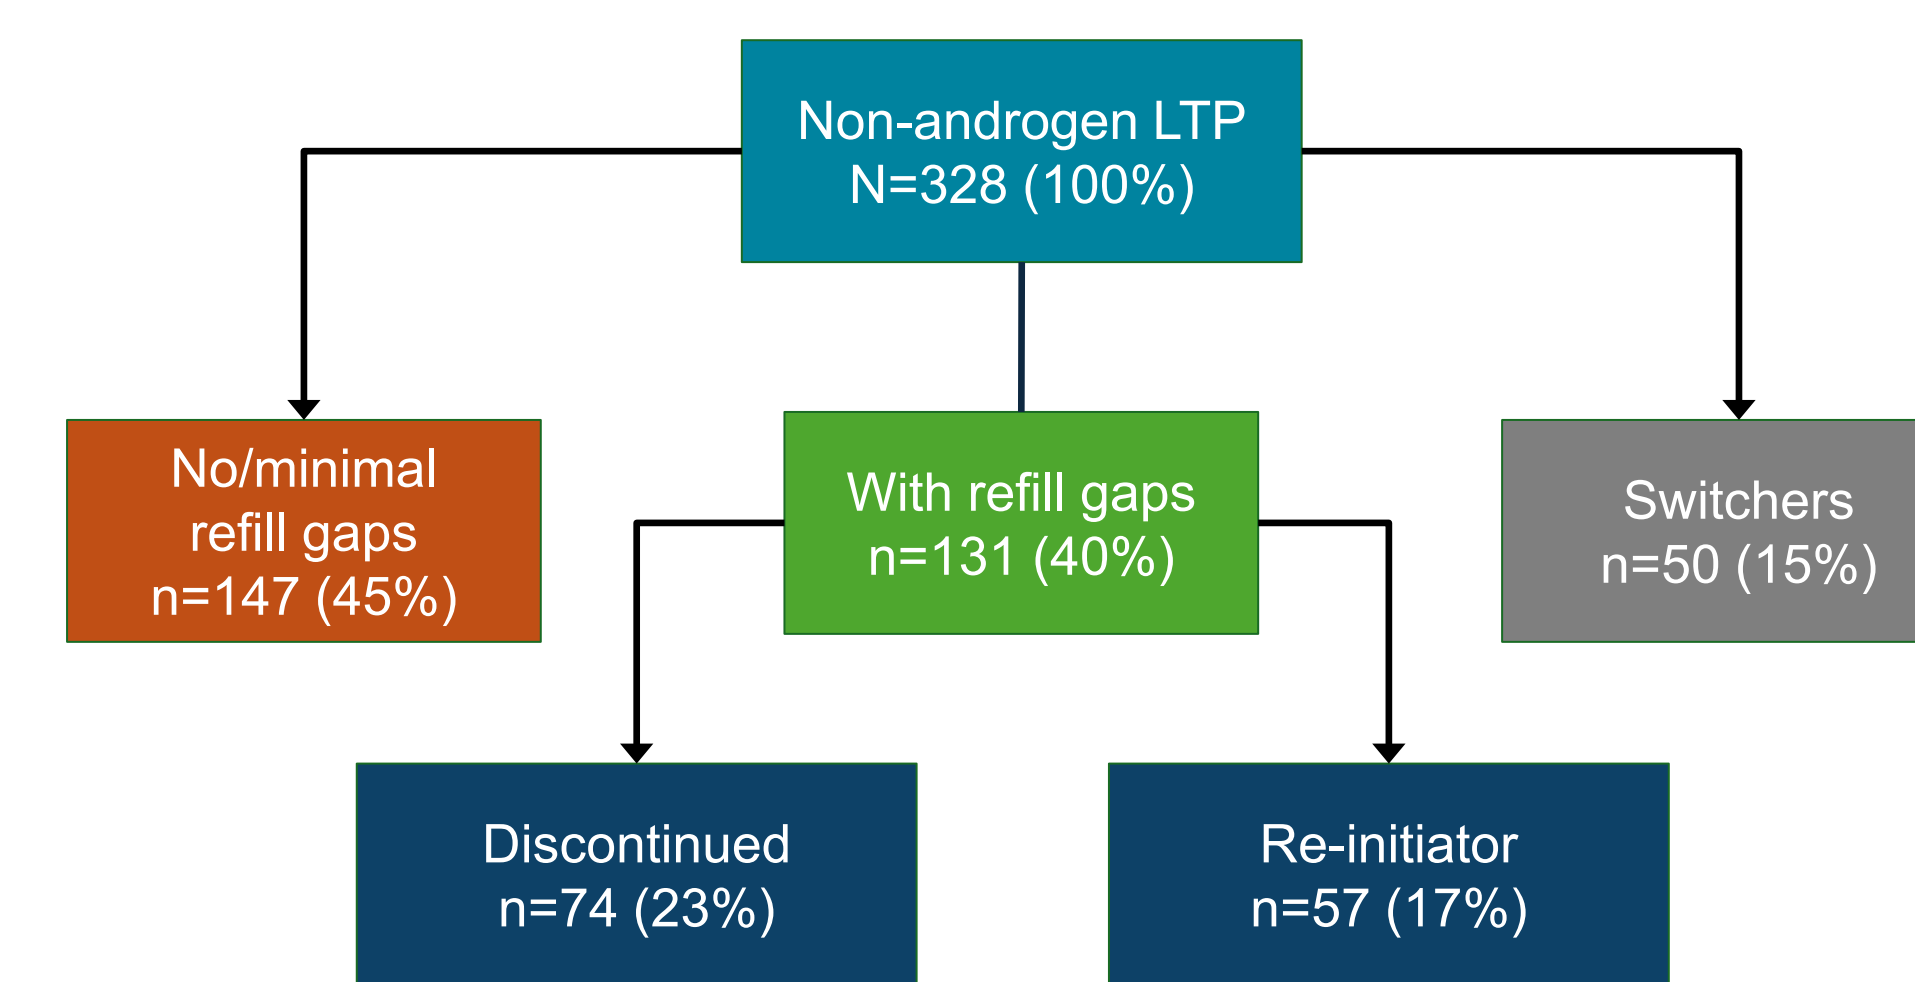 Non-androgen LTP
N=328 (100%)
No/minimal
refill gaps
n=147 (45%)
With refill gaps
n=131 (40%)
Switchers
n=50 (15%)
Discontinued
n=74 (23%)
Re-initiator
n=57 (17%)